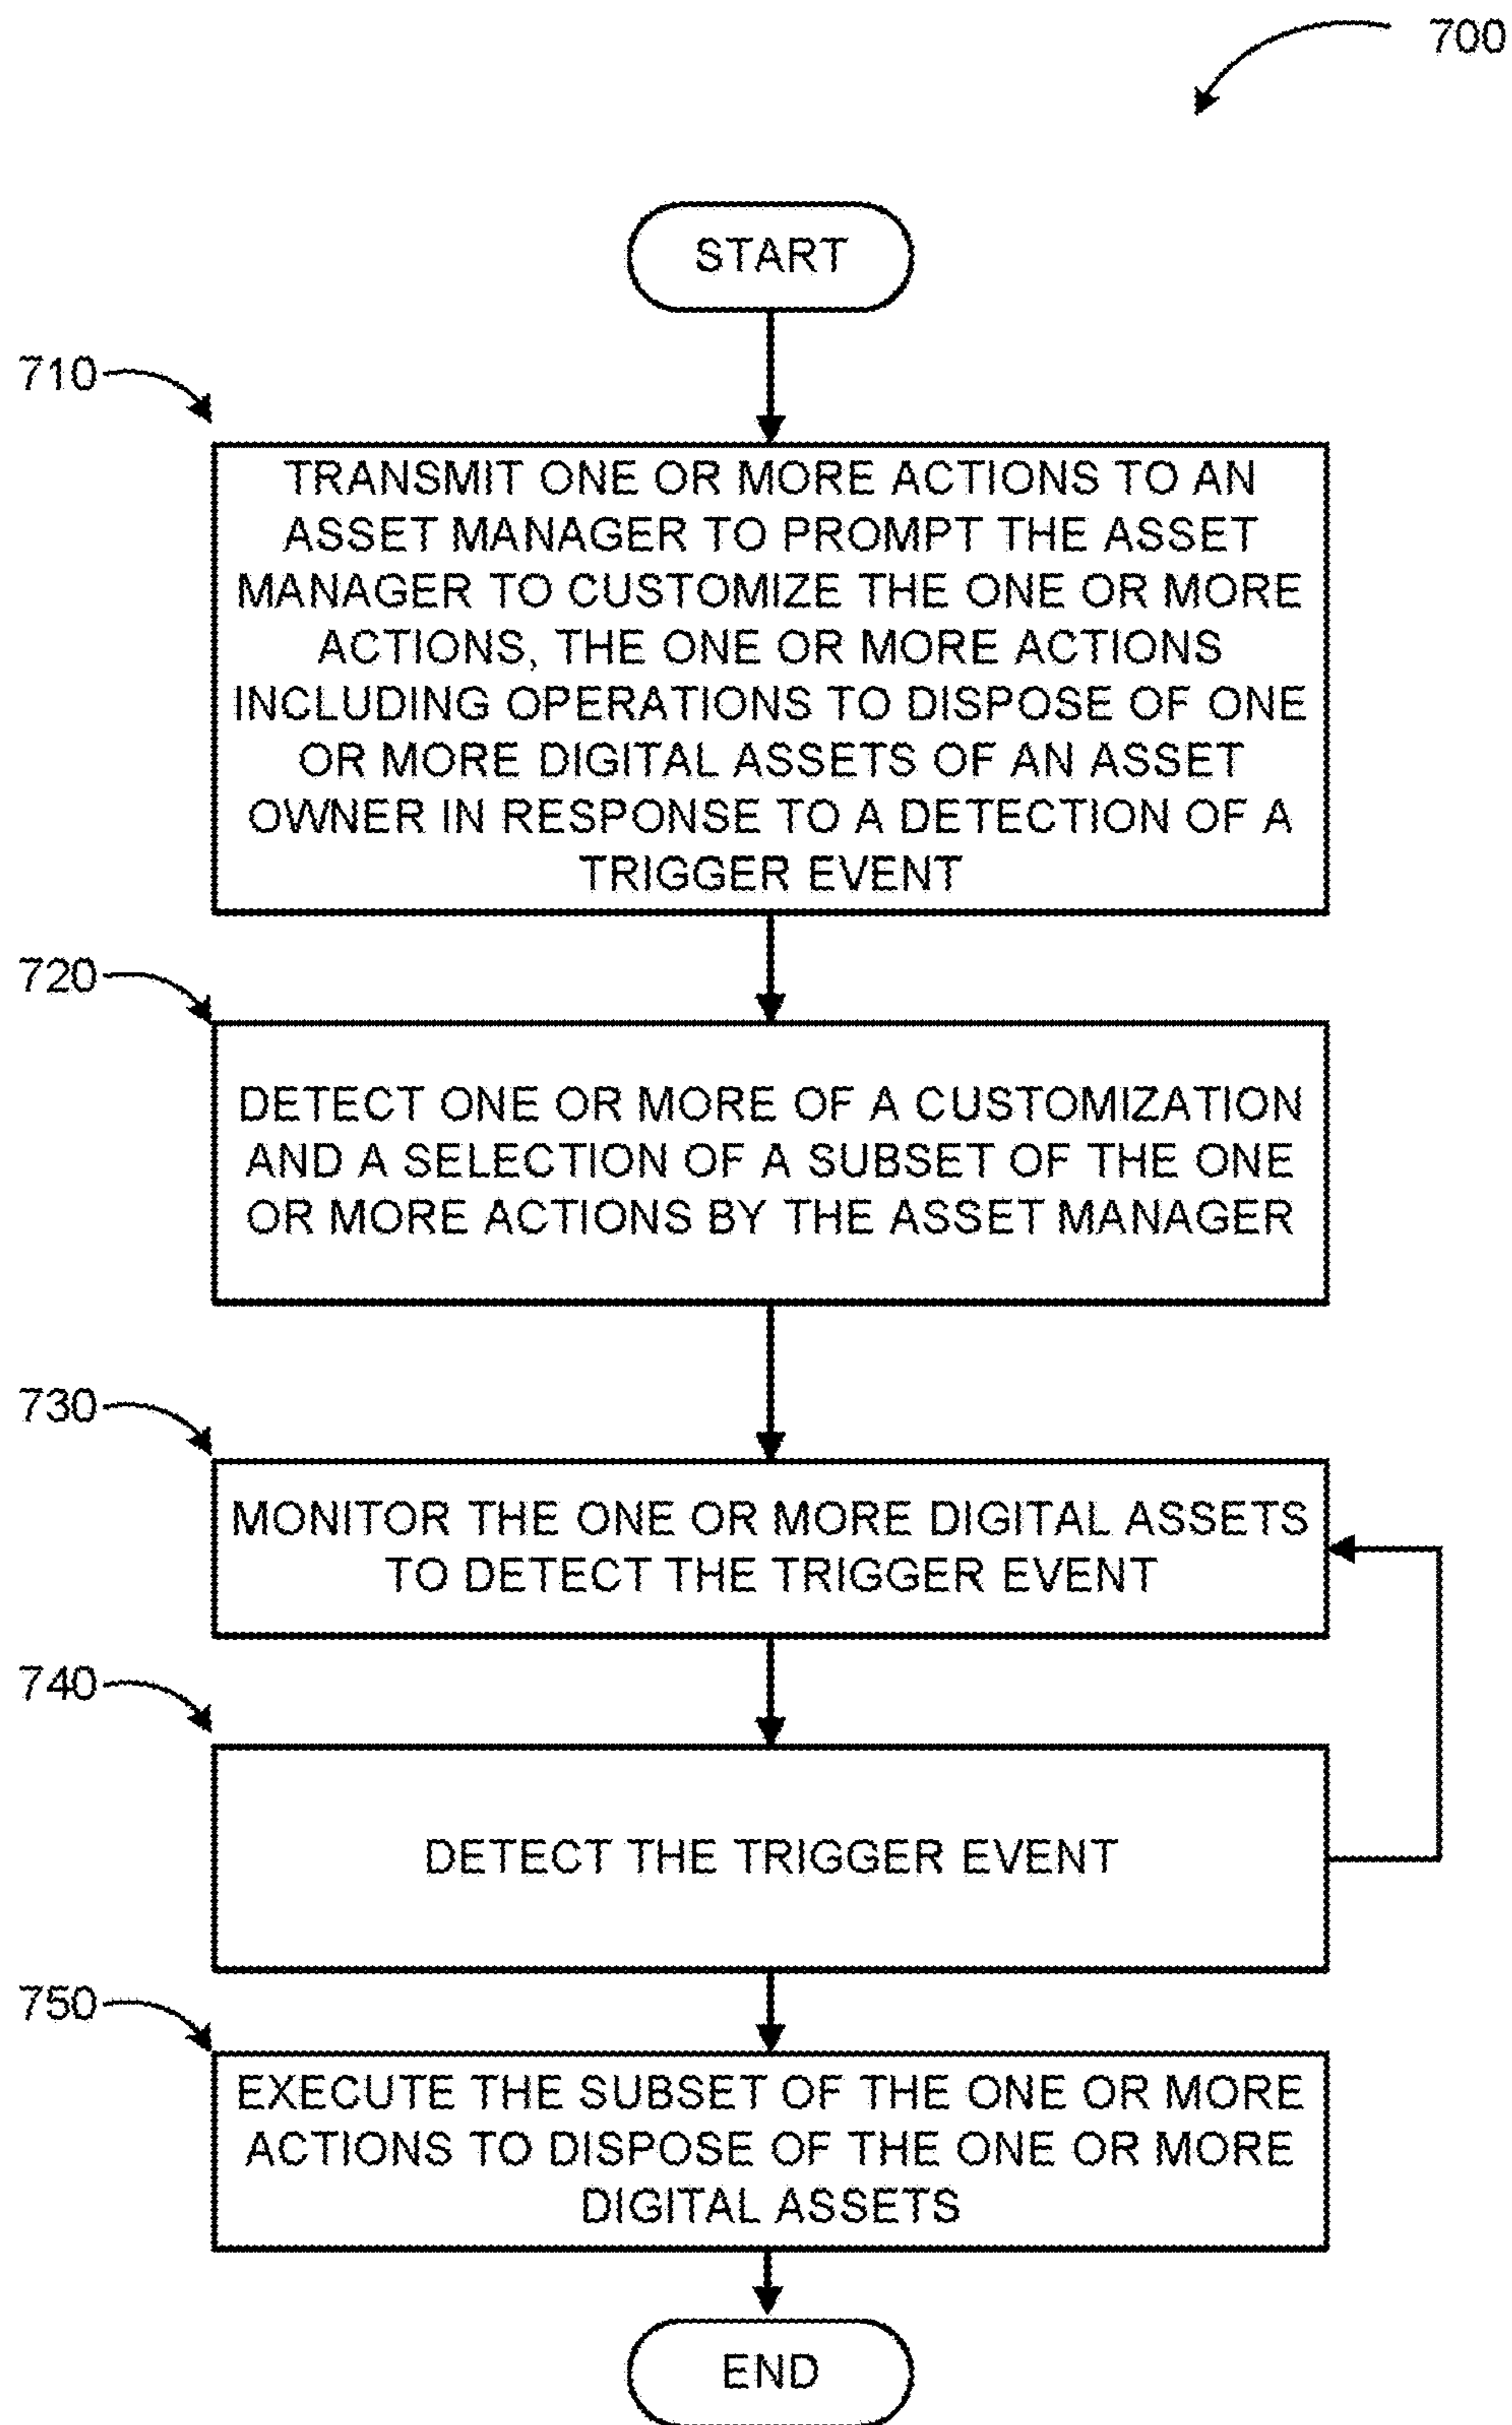 700
START
710
TRANSMIT ONE OR MORE ACTIONS TO AN
ASSET MANAGER TO PROMPT THE ASSET
MANAGER TO CUSTOMIZE THE ONE OR MORE
ACTIONS, THE ONE OR MORE ACTIONS
INCLUDING OPERATIONS TO DISPOSE OF ONE
OR MORE DIGITAL ASSETS OF AN ASSET
OWNER IN RESPONSE TO A DETECTION OF A
TRIGGER EVENT
720
DETECT ONE OR MORE OF A CUSTOMIZATION
AND A SELECTION OF A SUBSET OF THE ONE
OR MORE ACTIONS BY THE ASSET MANAGER
730
MONITOR THE ONE OR MORE DIGITAL ASSETS
TO DETECT THE TRIGGER EVENT
740
DETECT THE TRIGGER EVENT
750
EXECUTE THE SUBSET OF THE ONE OR MORE
ACTIONS TO DISPOSE OF THE ONE OR MORE
DIGITAL ASSETS
END